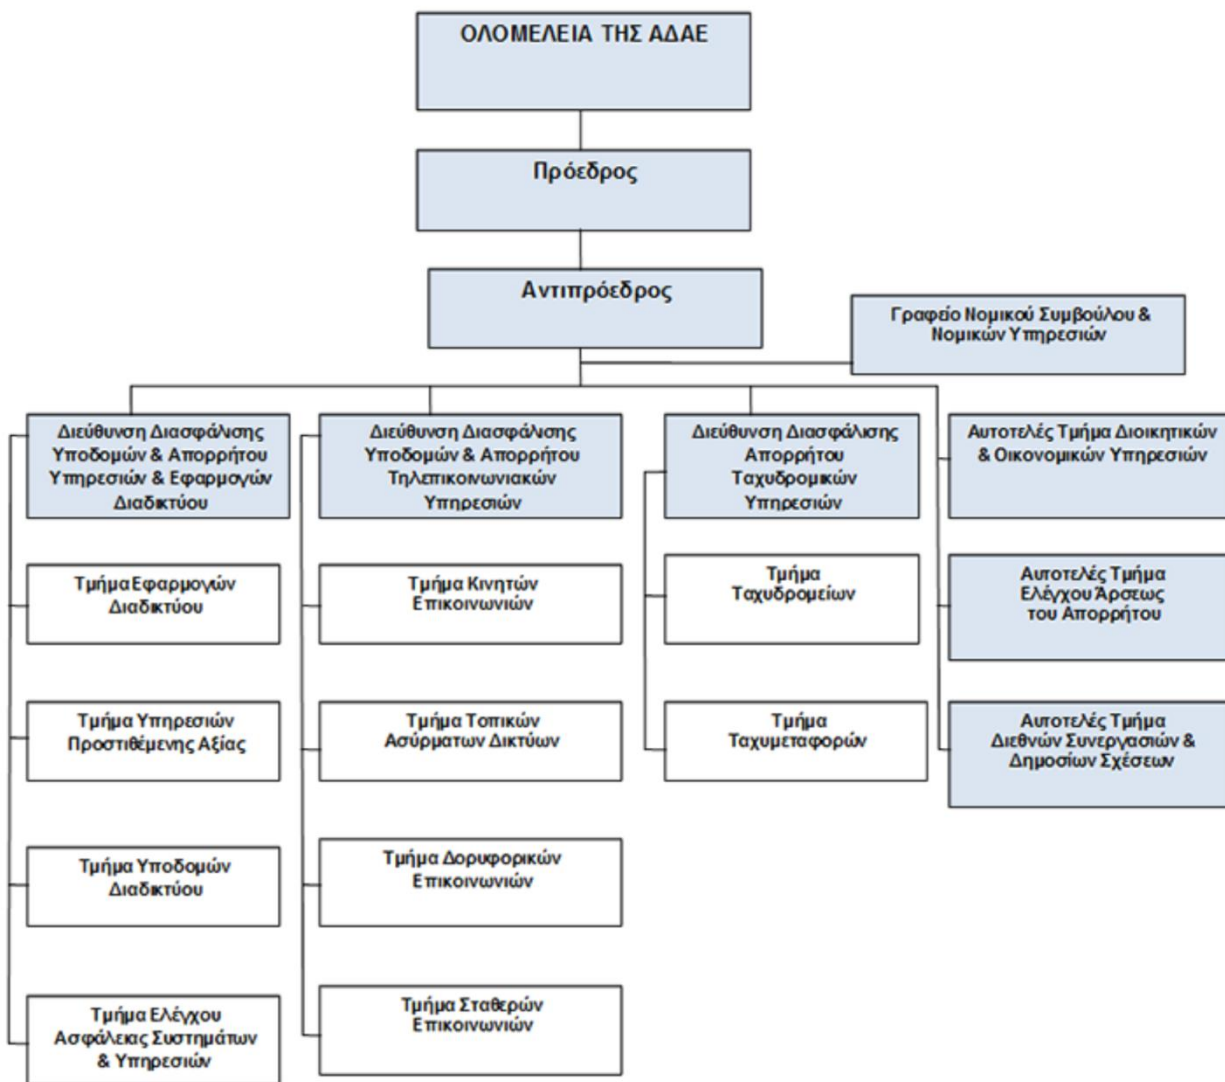 ΟΛΟΜΕΛΕΙΑ ΤΗΣ ΑΔΑΕ
Πρόεδρος
Αντιπρόεδρος
Γραφείο Νομικού Συμβούλου &
Νομικών Υπηρεσιών
Διεύθυνση Διασφάλισης
Υποδομών & Απορρήτου
Υπηρεσιών & Εφαρμογών
Διαδικτύου
Τμήμα Εφαρμογών
Διαδικτύου
Τμήμα Υπηρεσιών
Προστιθέμενης Αξίας
Τμήμα Υποδομών
Διαδικτύου
Τμήμα Ελέγχου
Ασφάλειας Συστημάτων
& Υπηρεσιών
Διεύθυνση Διασφάλισης
Υποδομών & Απορρήτου
Τηλεπικοινωνιακών
Υπηρεσιών
Τμήμα Κινητών
Επικοινωνιών
Τμήμα Τοπικών
Ασύρματων Δικτύων
Τμήμα Δορυφορικών
Επικοινωνιών
Τμήμα Σταθερών
Επικοινωνιών
Διεύθυνση Διασφάλισης
Απορρήτου
Ταχυδρομικών
Υπηρεσιών
Τμήμα
Ταχυδρομείων
Τμήμα
Ταχυμεταφορών
Αυτοτελές Τμήμα Διοικητικών
& Οικονομικών Υπηρεσιών
Αυτοτελές Τμήμα
Ελέγχου Άρσεως
του Απορρήτου
Αυτοτελές Τμήμα
Διεθνών Συνεργασιών &
Δημοσίων Σχέσεων